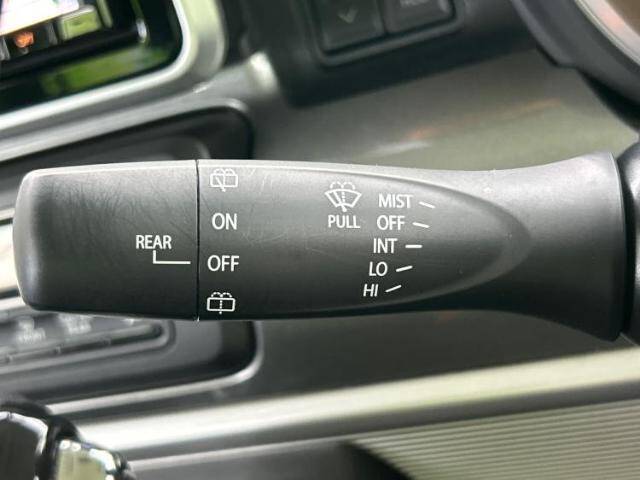 REAR
ON
OFF
PULL
MIST
OFF
INT
LO
HI